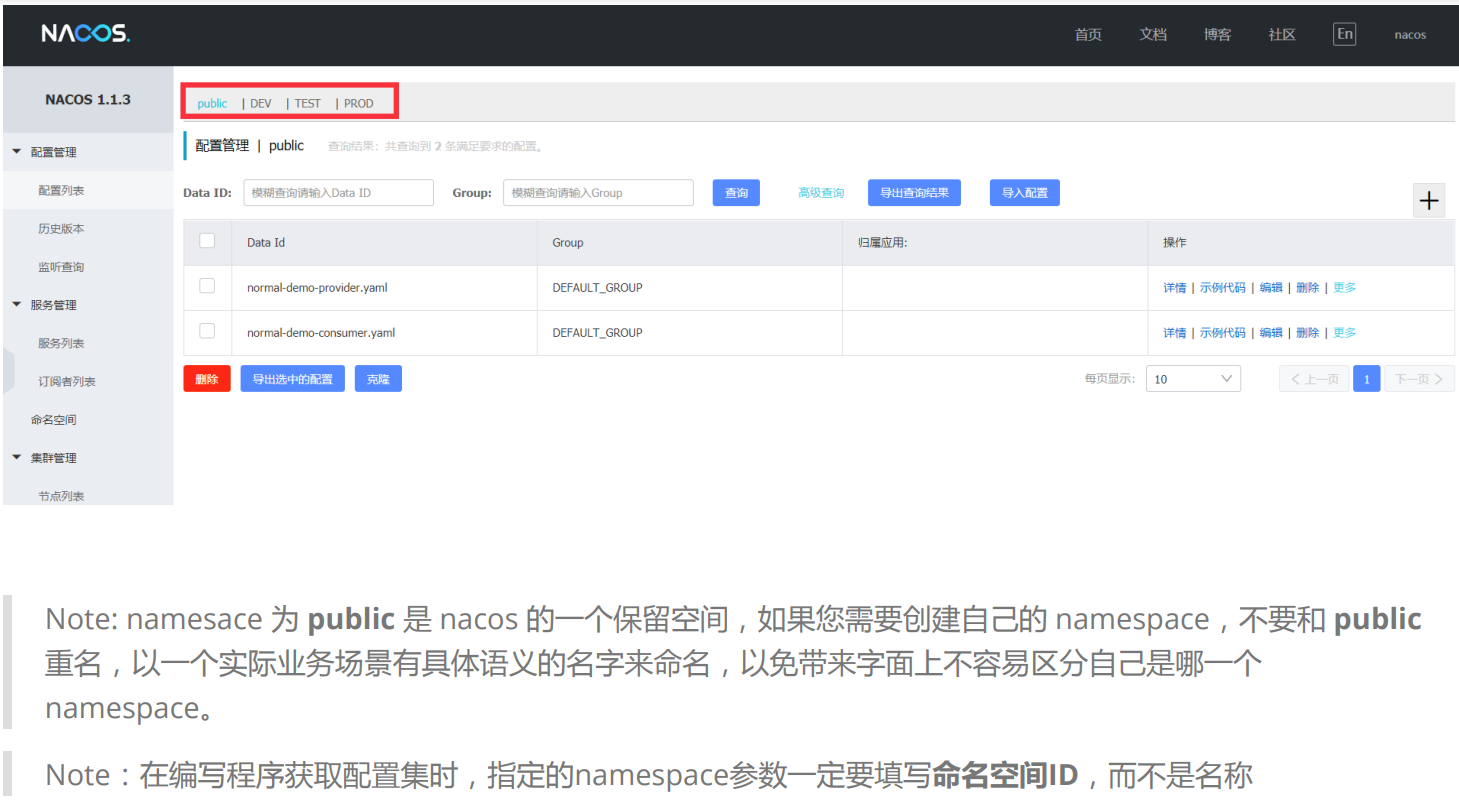 NACOS.
首页 文档 博客 社区 En nacos
NACOS 1.1.3
public | DEV | TEST | PROD
配置管理
配置管理 | public 查询结果：共查询到 2 条满足要求的配置。
配置列表
Data ID: 模糊查询请输入Data ID Group: 模糊查询请输入Group 查询 高级查询 导出查询结果 导入配置 +
历史版本
Data Id Group 归属应用: 操作
监听查询
normal-demo-provider.yaml DEFAULT_GROUP 详情 | 示例代码 | 编辑 | 删除 | 更多
服务管理
normal-demo-consumer.yaml DEFAULT_GROUP 详情 | 示例代码 | 编辑 | 删除 | 更多
服务列表
订阅者列表
删除 导出选中的配置 克隆 每页显示: 10 < 上一页 1 下一页 >
命名空间
集群管理
节点列表
Note: namesace 为 public 是 nacos 的一个保留空间，如果您需要创建自己的 namespace，不要和 public
重名，以一个实际业务场景有具体语义的名字来命名，以免带来字面上不容易区分自己是哪一个
namespace。
Note：在编写程序获取配置集时，指定的namespace参数一定要填写命名空间ID，而不是名称